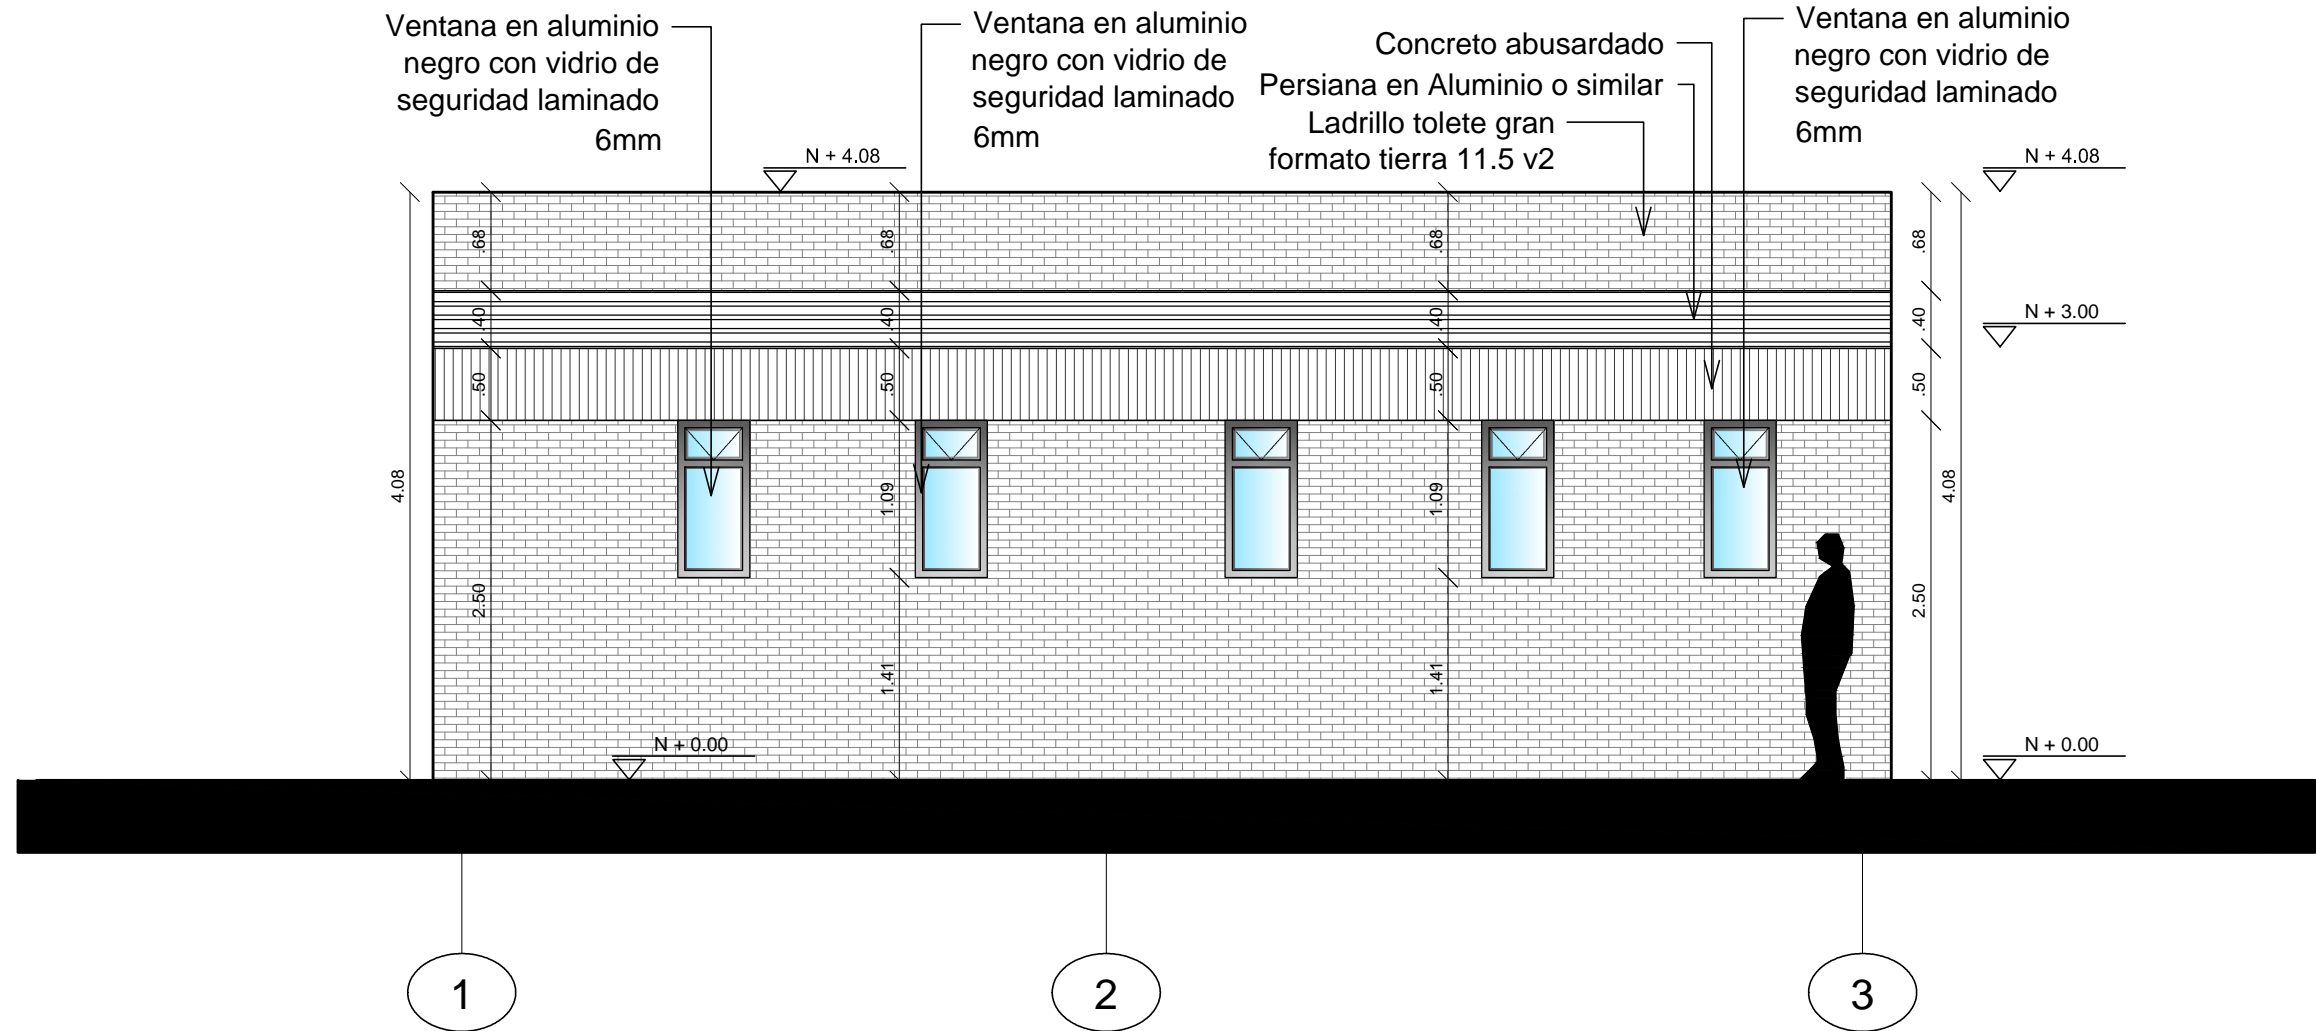 Ventana en aluminio
negro con vidrio de
seguridad laminado
6mm
Ventana en aluminio
negro con vidrio de
seguridad laminado
6mm
Concreto abusardado
Persiana en Aluminio o similar
Ladrillo tolete gran
formato tierra 11.5 v2
Ventana en aluminio
negro con vidrio de
seguridad laminado
6mm
N + 4.08
N + 4.08
.68
.68
.68
.68
.40
.40
.40
.40
N + 3.00
.50
.50
.50
.50
4.08
1.09
1.09
4.08
2.50
2.50
1.41
1.41
N + 0.00
N + 0.00
1
2
3